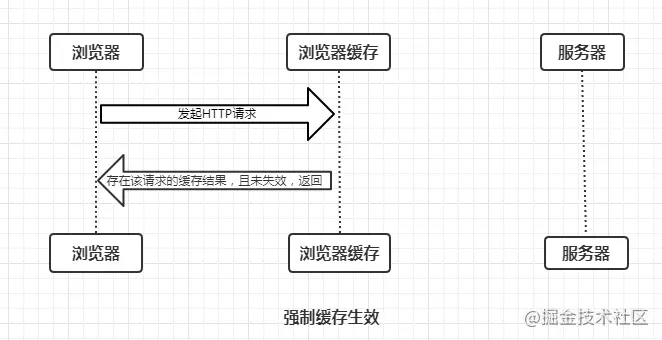 浏览器
浏览器缓存
服务器
发起HTTP请求
存在该请求的缓存结果，且未失效，返回
浏览器
浏览器缓存
服务器
强制缓存生效
@掘金技术社区